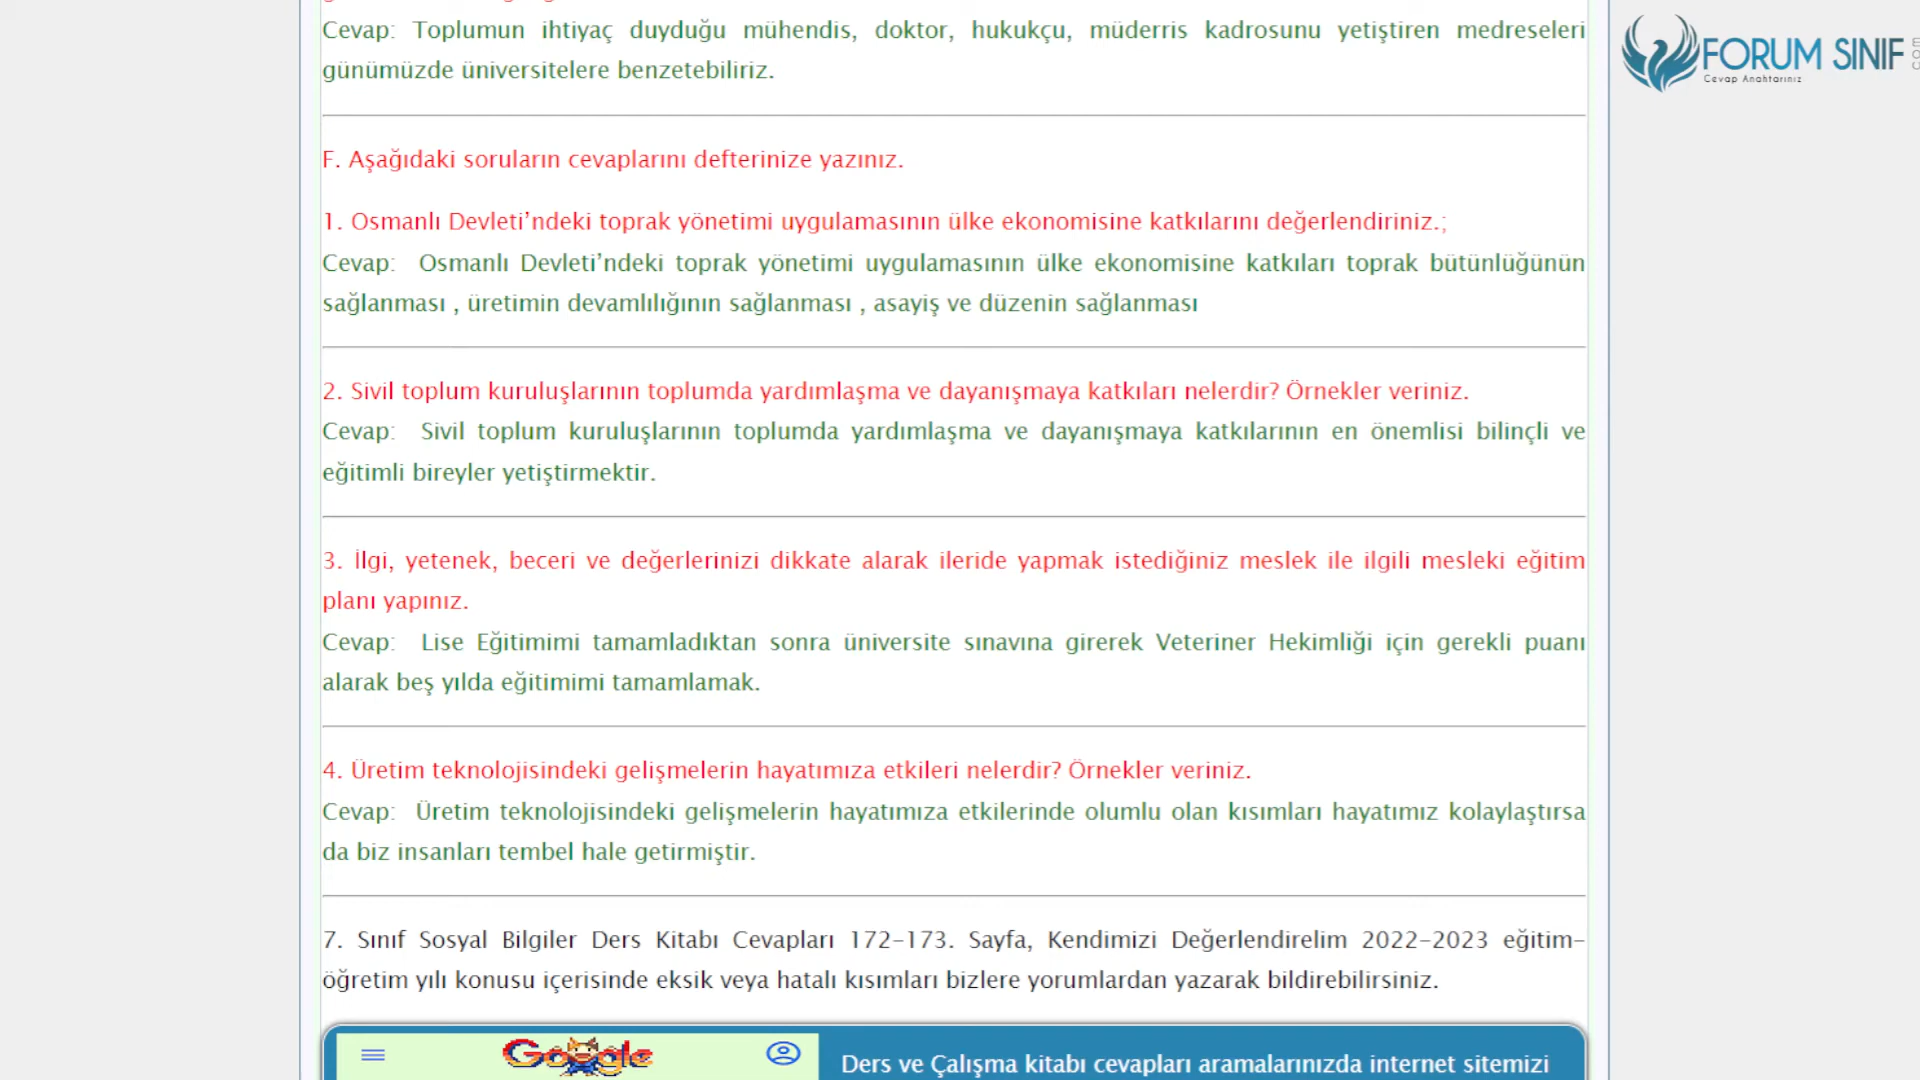 Cevap: Toplumun ihtiyaç duyduğu mühendis, doktor, hukukçu, müderris kadrosunu yetiştiren medreseleri
günümüzde üniversitelere benzetebiliriz.
FORUM SINIF
Cevap Anahtarınız
F. Aşağıdaki soruların cevaplarını defterinize yazınız.
1. Osmanlı Devleti’ndeki toprak yönetimi uygulamasının ülke ekonomisine katkılarını değerlendiriniz.;
Cevap: Osmanlı Devleti’ndeki toprak yönetimi uygulamasının ülke ekonomisine katkıları toprak bütünlüğünün
sağlanması , üretimin devamlılığının sağlanması , asayiş ve düzenin sağlanması
2. Sivil toplum kuruluşlarının toplumda yardımlaşma ve dayanışmaya katkıları nelerdir? Örnekler veriniz.
Cevap: Sivil toplum kuruluşlarının toplumda yardımlaşma ve dayanışmaya katkılarının en önemlisi bilinçli ve
eğitimli bireyler yetiştirmektir.
3. İlgi, yetenek, beceri ve değerlerinizi dikkate alarak ileride yapmak istediğiniz meslek ile ilgili mesleki eğitim
planı yapınız.
Cevap: Lise Eğitimimi tamamladıktan sonra üniversite sınavına girerek Veteriner Hekimliği için gerekli puanı
alarak beş yılda eğitimimi tamamlamak.
4. Üretim teknolojisindeki gelişmelerin hayatımıza etkileri nelerdir? Örnekler veriniz.
Cevap: Üretim teknolojisindeki gelişmelerin hayatımıza etkilerinde olumlu olan kısımları hayatımız kolaylaştırsa
da biz insanları tembel hale getirmiştir.
7. Sınıf Sosyal Bilgiler Ders Kitabı Cevapları 172-173. Sayfa, Kendimizi Değerlendirelim 2022-2023 eğitim-
öğretim yılı konusu içerisinde eksik veya hatalı kısımları bizlere yorumlardan yazarak bildirebilirsiniz.
Google
Ders ve Çalışma kitabı cevapları aramalarınızda internet sitemizi